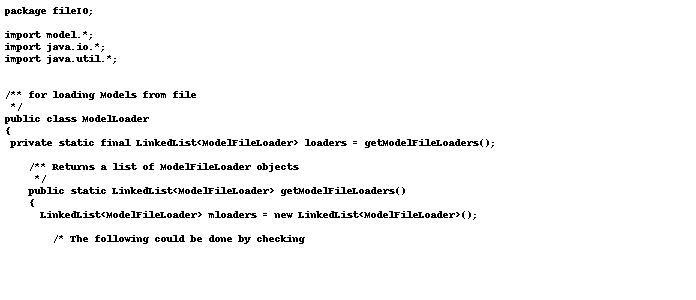 package fileIO;
import model.*;
import java.io.*;
import java.util.*;
/** for loading Models from file
*/
public class ModelLoader
{
private static final LinkedList<ModelFileLoader> loaders = getModelFileLoaders();
/** Returns a list of ModelFileLoader objects
*/
public static LinkedList<ModelFileLoader> getModelFileLoaders()
{
LinkedList<ModelFileLoader> mloaders = new LinkedList<ModelFileLoader>();
/* The following could be done by checking